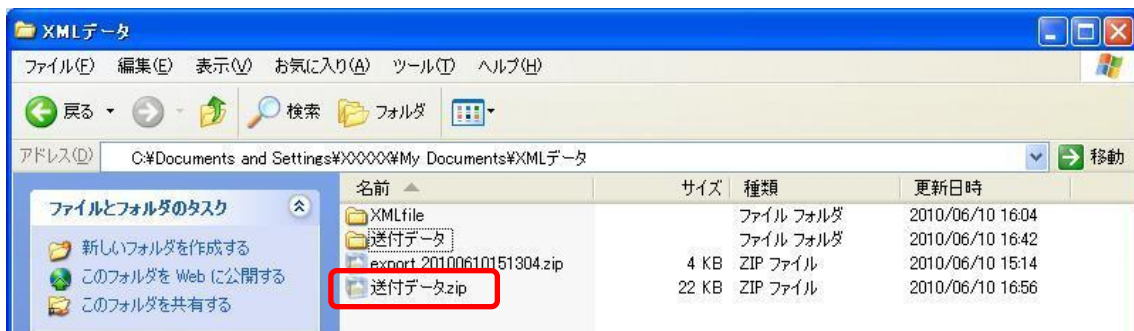 XMLデータ
ファイル(F) 編集(E) 表示(V) お気に入り(A) ツール(T) ヘルプ(H)
戻る 検索 フォルダ
アドレス(D) C:¥Documents and Settings¥XXXXX¥My Documents¥XMLデータ 移動
名前 サイズ 種類 更新日時
ファイルとフォルダのタスク
XMLfile ファイル フォルダ 2010/06/10 16:04
送付データ ファイル フォルダ 2010/06/10 16:42
export_20100610151304.zip 4 KB ZIP ファイル 2010/06/10 15:14
送付データ.zip 22 KB ZIP ファイル 2010/06/10 16:56
新しいフォルダを作成する
このフォルダを Web に公開する
このフォルダを共有する